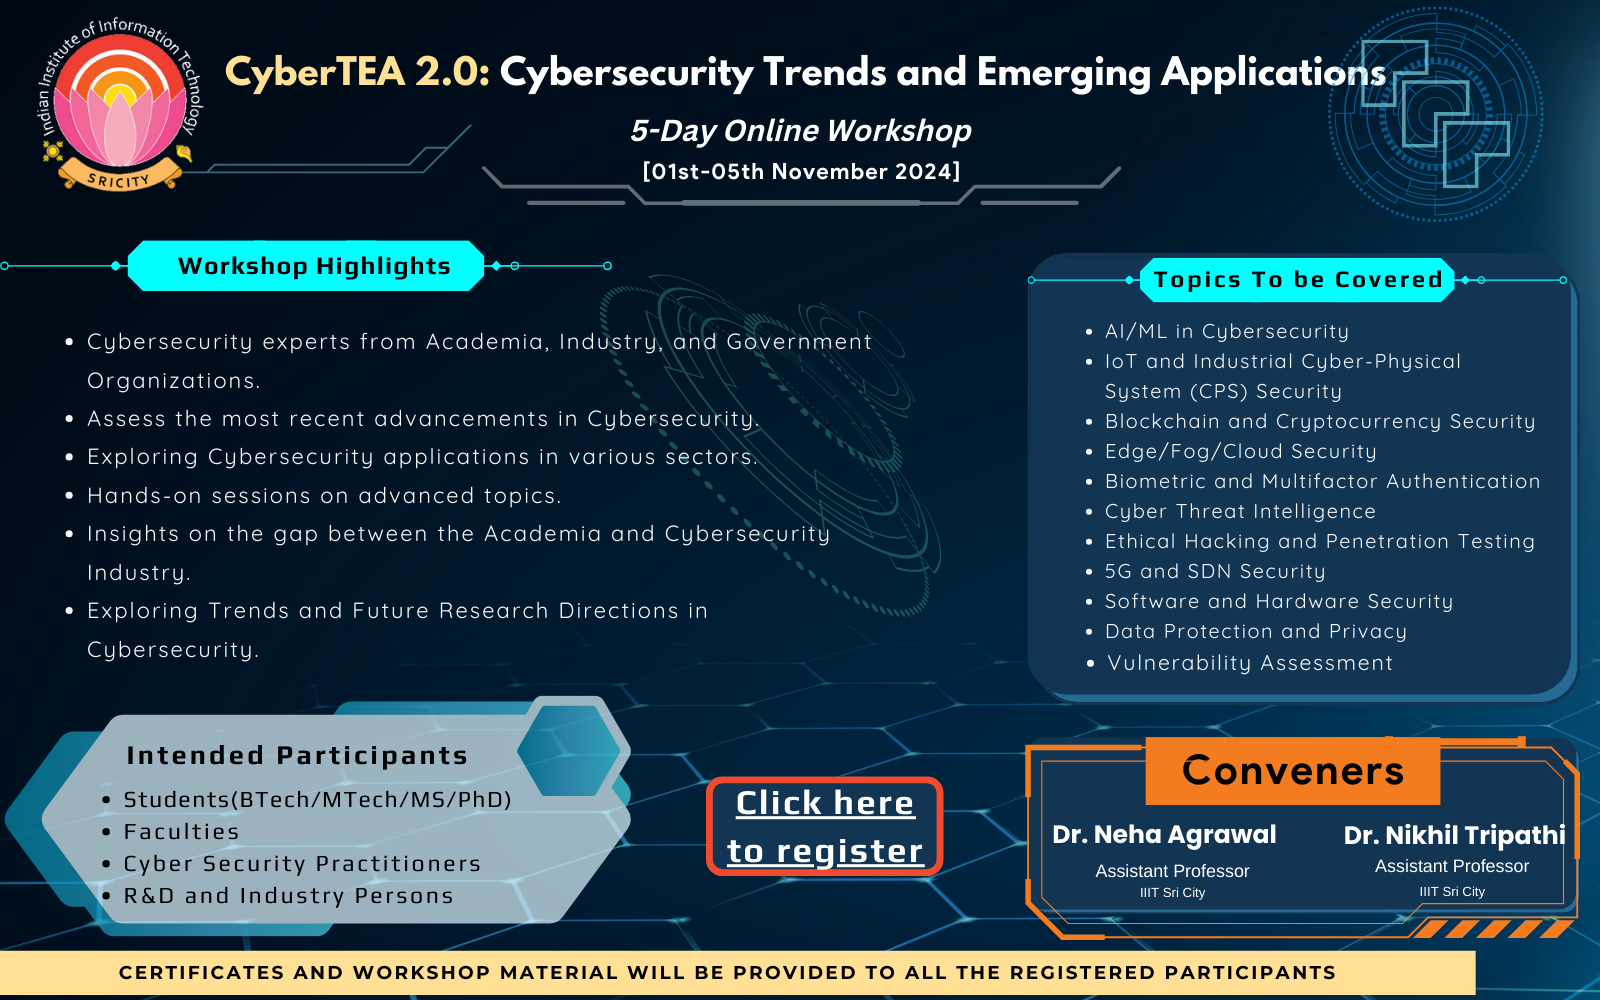 Indian Institute of Information Technology
SRICITY
CyberTEA 2.0: Cybersecurity Trends and Emerging Applications
5-Day Online Workshop
[01st-05th November 2024]
Workshop Highlights
• Cybersecurity experts from Academia, Industry, and Government
Organizations.
• Assess the most recent advancements in Cybersecurity.
• Exploring Cybersecurity applications in various sectors.
• Hands-on sessions on advanced topics.
• Insights on the gap between the Academia and Cybersecurity
Industry.
• Exploring Trends and Future Research Directions in
Cybersecurity.
Topics To be Covered
• AI/ML in Cybersecurity
• IoT and Industrial Cyber-Physical
System (CPS) Security
• Blockchain and Cryptocurrency Security
• Edge/Fog/Cloud Security
• Biometric and Multifactor Authentication
• Cyber Threat Intelligence
• Ethical Hacking and Penetration Testing
• 5G and SDN Security
• Software and Hardware Security
• Data Protection and Privacy
• Vulnerability Assessment
Intended Participants
• Students(BTech/MTech/MS/PhD)
• Faculties
• Cyber Security Practitioners
• R&D and Industry Persons
Click here
to register
Conveners
Dr. Neha Agrawal
Assistant Professor
IIIT Sri City
Dr. Nikhil Tripathi
Assistant Professor
IIIT Sri City
CERTIFICATES AND WORKSHOP MATERIAL WILL BE PROVIDED TO ALL THE REGISTERED PARTICIPANTS